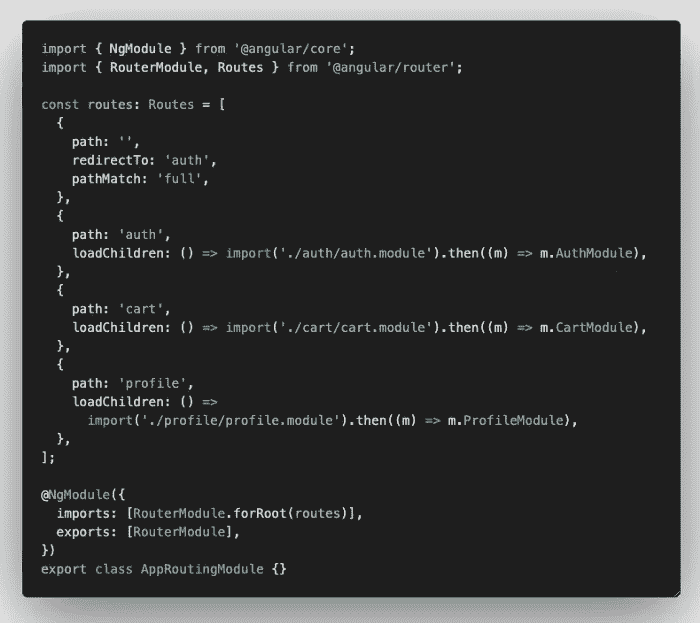 import { NgModule } from '@angular/core';
import { RouterModule, Routes } from '@angular/router';

const routes: Routes = [
  {
    path: '',
    redirectTo: 'auth',
    pathMatch: 'full',
  },
  {
    path: 'auth',
    loadChildren: () => import('./auth/auth.module').then((m) => m.AuthModule),
  },
  {
    path: 'cart',
    loadChildren: () => import('./cart/cart.module').then((m) => m.CartModule),
  },
  {
    path: 'profile',
    loadChildren: () =>
      import('./profile/profile.module').then((m) => m.ProfileModule),
  },
];

@NgModule({
  imports: [RouterModule.forRoot(routes)],
  exports: [RouterModule],
})
export class AppRoutingModule {}